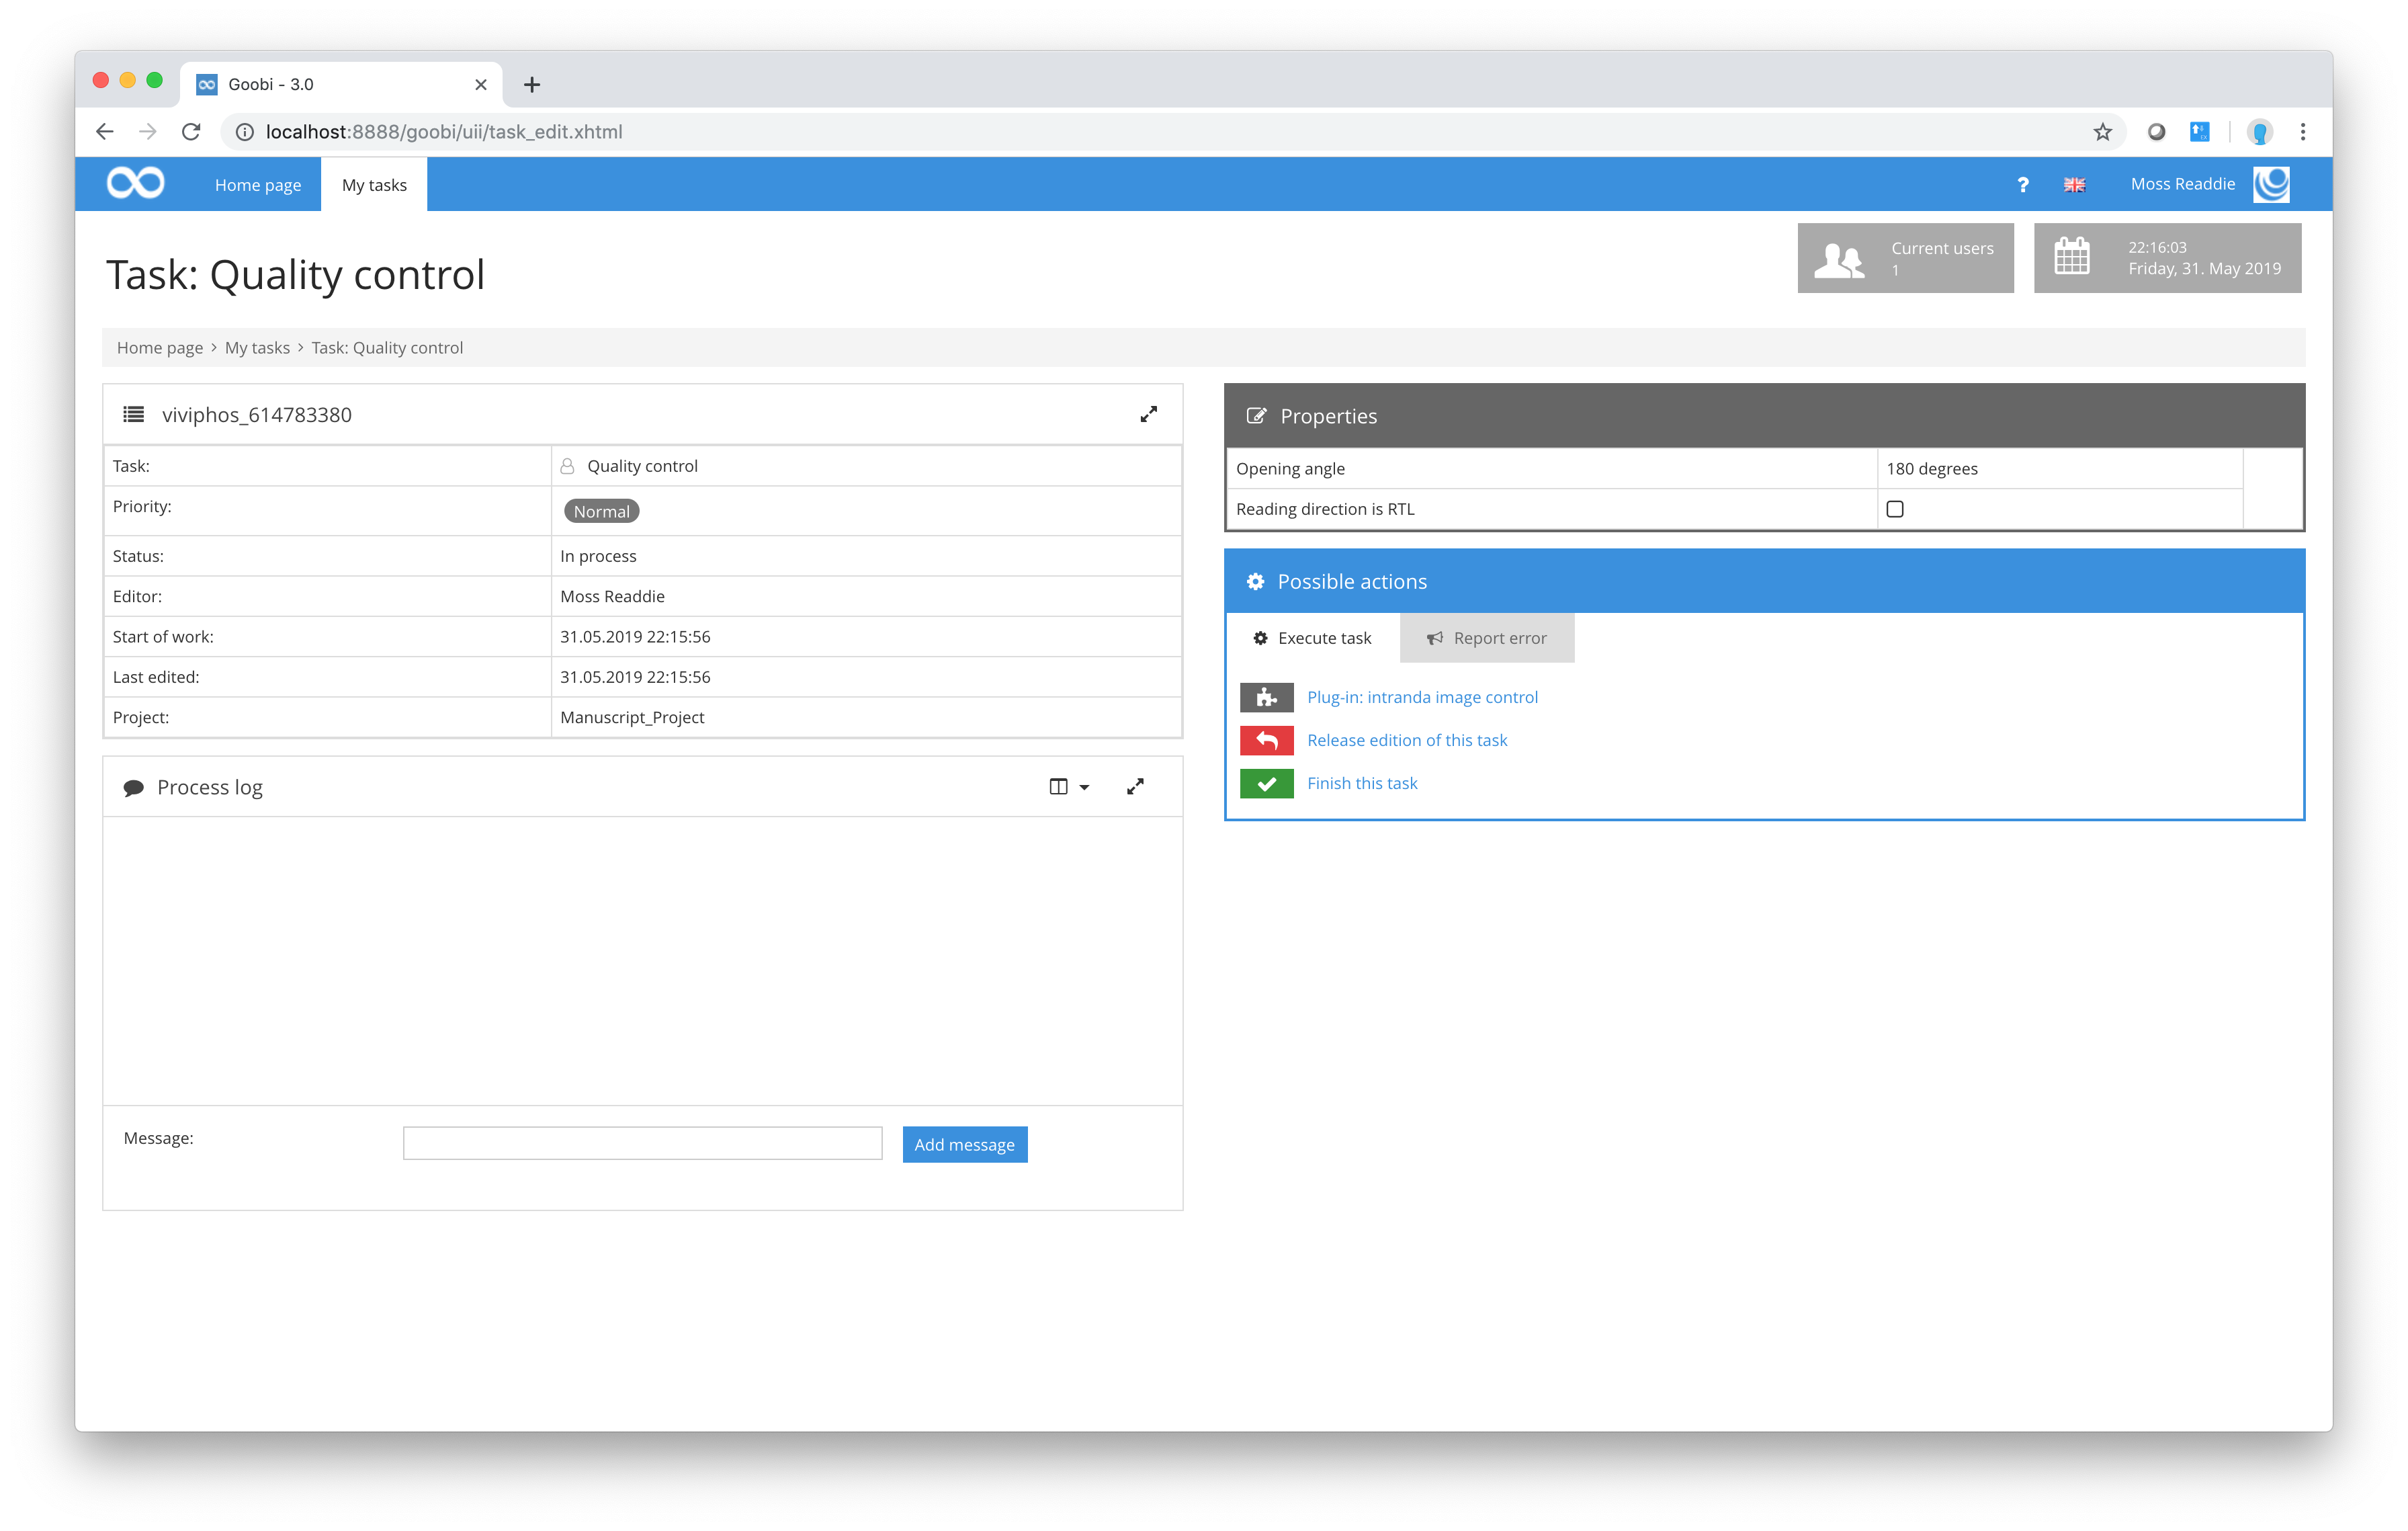 Goobi - 3.0
localhost:8888/goobi/uii/task_edit.xhtml
Home page
My tasks
?
Moss Readdie
Task: Quality control
Current users
1
22:16:03
Friday, 31. May 2019
Home page > My tasks > Task: Quality control
viviphos_614783380
Task: Quality control
Priority: Normal
Status: In process
Editor: Moss Readdie
Start of work: 31.05.2019 22:15:56
Last edited: 31.05.2019 22:15:56
Project: Manuscript_Project
Process log
Message:
Add message
Properties
Opening angle 180 degrees
Reading direction is RTL
Possible actions
Execute task
Report error
Plug-in: intranda image control
Release edition of this task
Finish this task